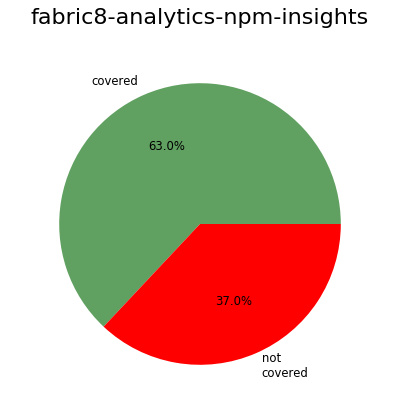 fabric8-analytics-npm-insights
covered
63.0%
37.0%
not
covered